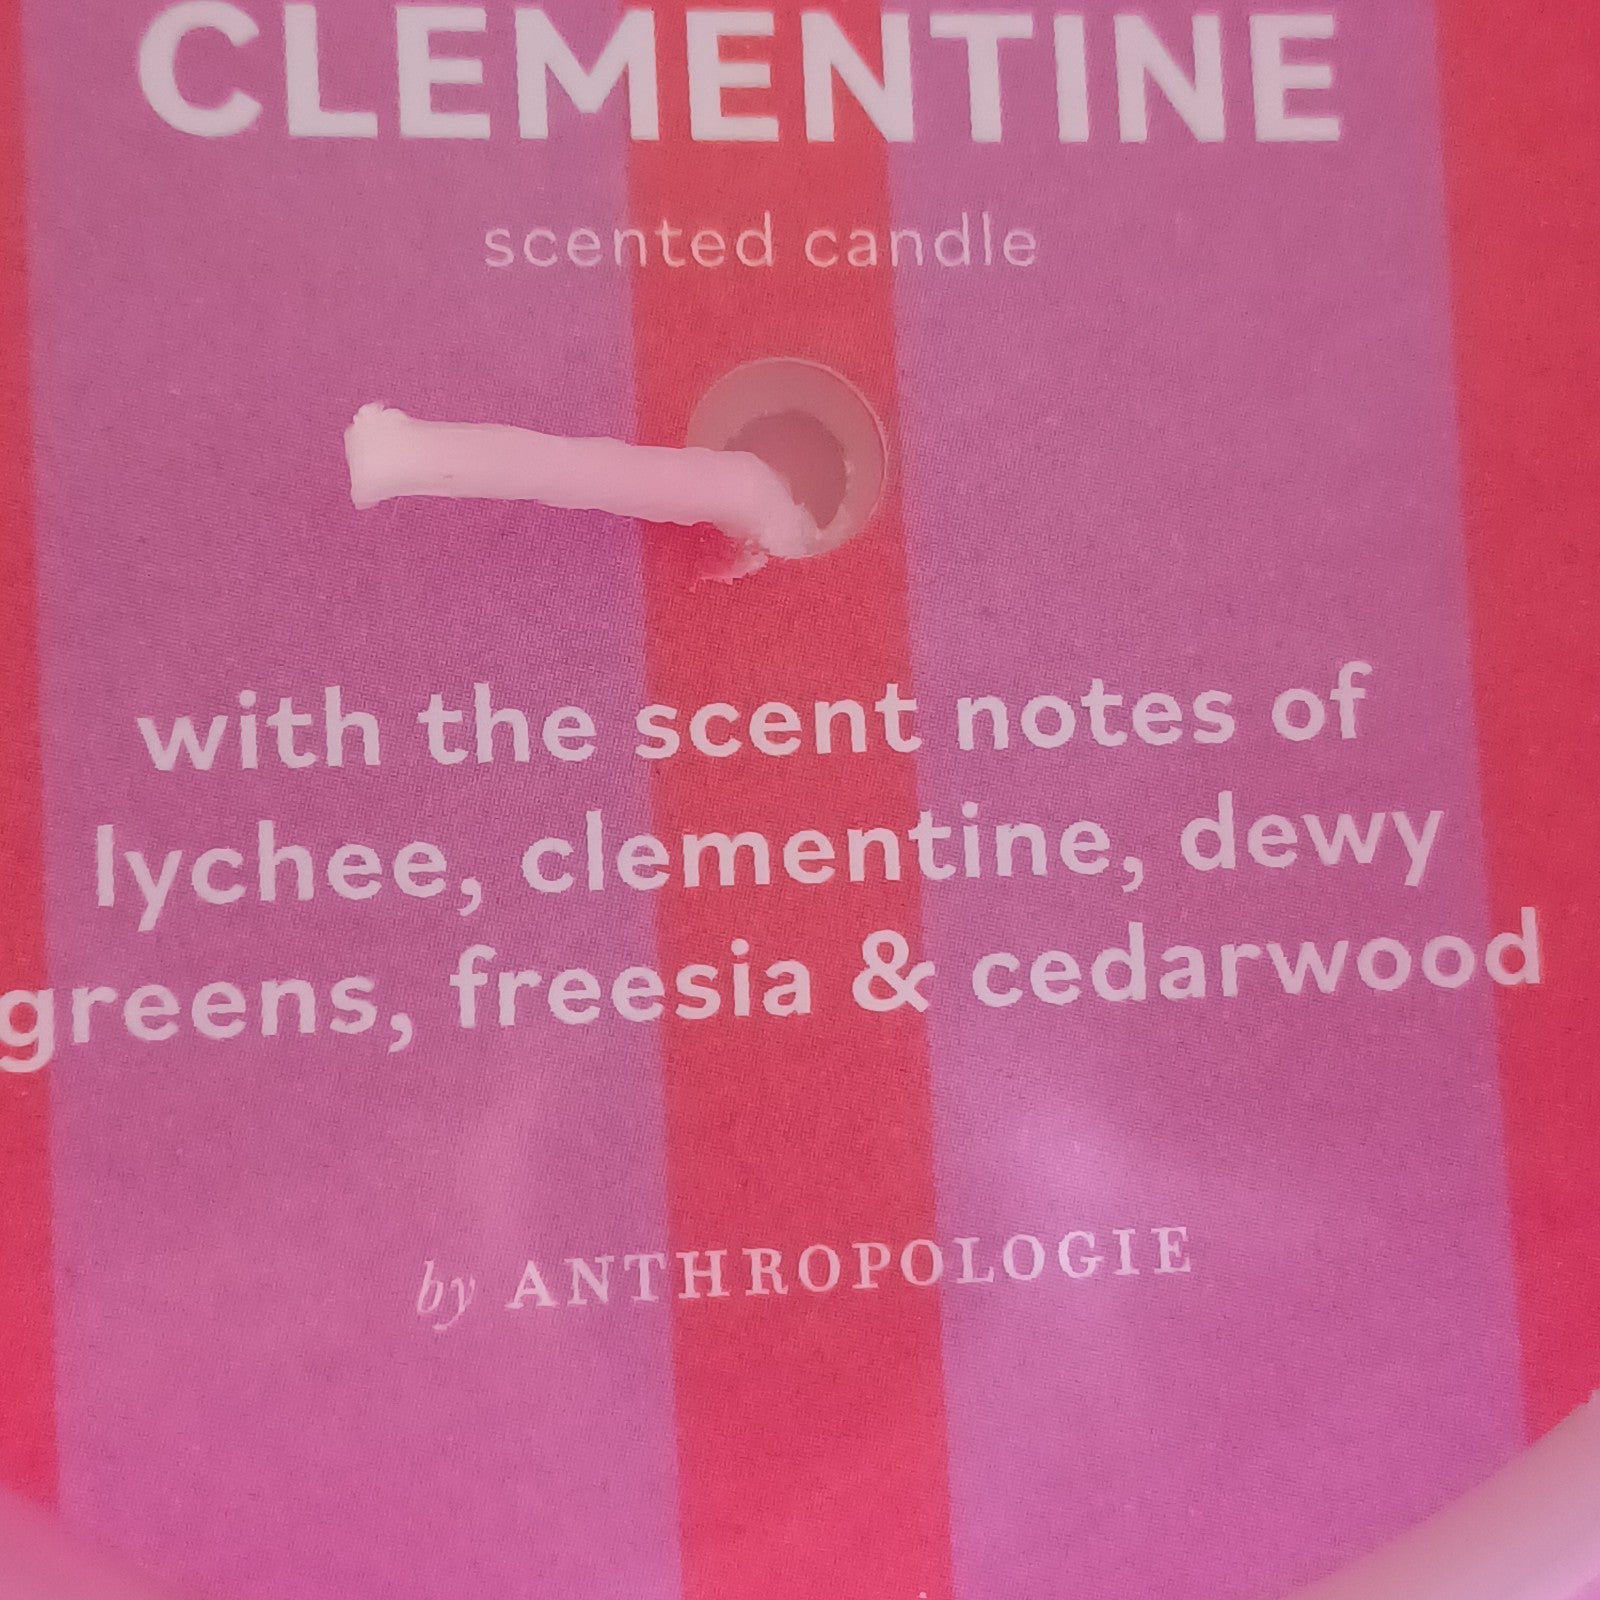 CLEMENTINE
scented candle
with the scent notes of
lychee, clementine, dewy
greens, freesia & cedarwood
by ANTHROPOLOGIE